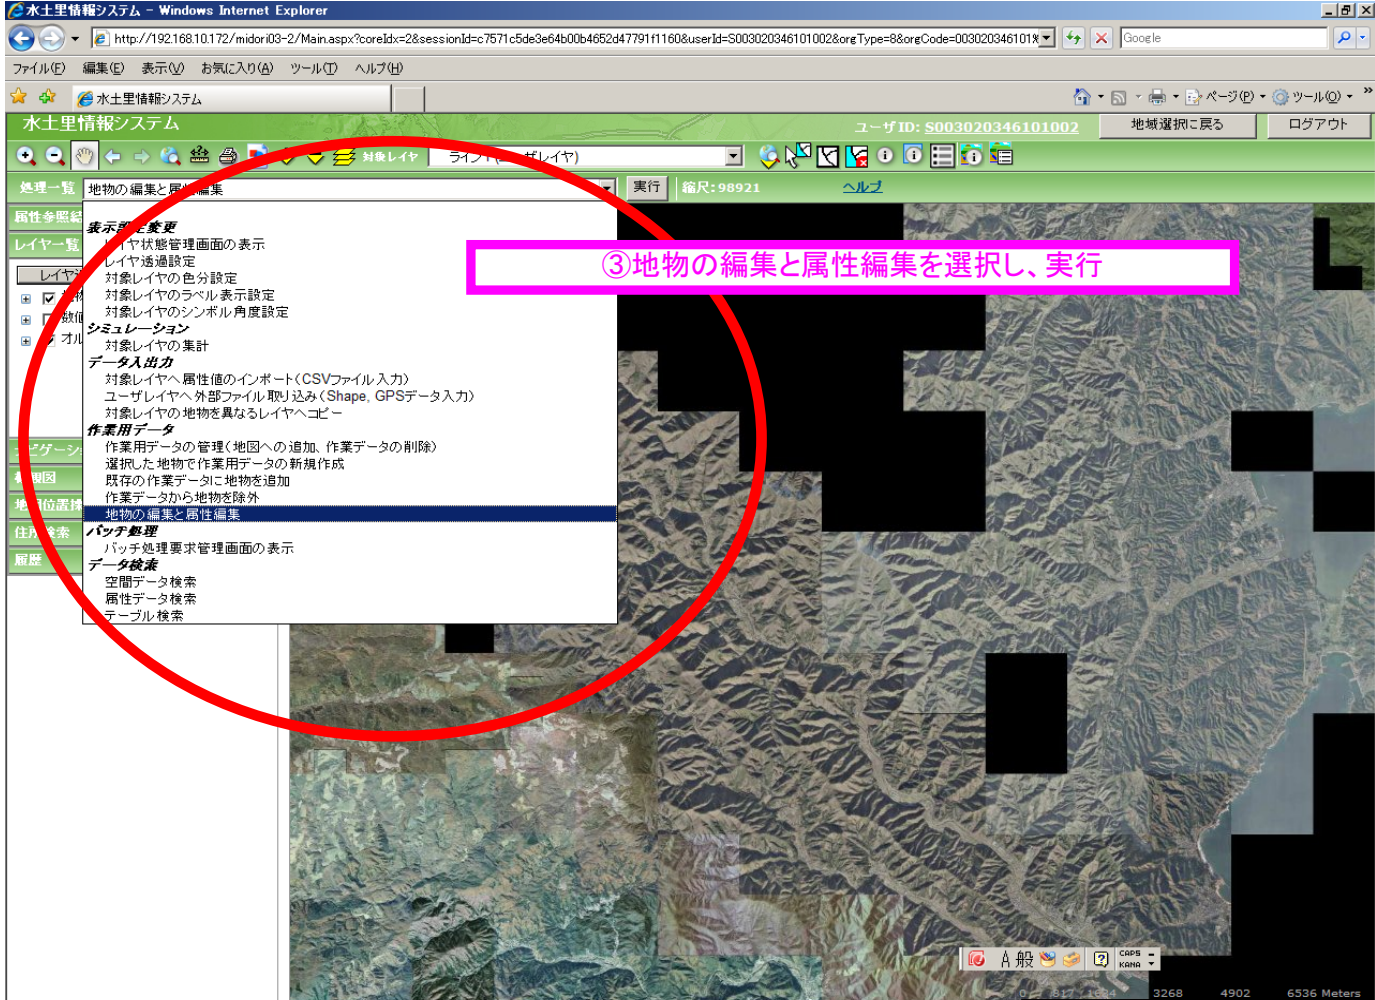 水土里情報システム - Windows Internet Explorer
http://192.168.10.172/midori03-2/Main.aspx?coreIdx=2&sessionId=c7571c5de3e64b00b4652d47791f1160&userId=S003020346101002&orgType=8&orgCode=003020346101
Google
ファイル(F) 編集(E) 表示(V) お気に入り(A) ツール(T) ヘルプ(H)
水土里情報システム
ページ(P) ツール(O)
水土里情報システム
ユーザID: S003020346101002
地域選択に戻る
ログアウト
対象レイヤ
処理一覧
地物の編集と属性編集
実行
縮尺: 98921
ヘルプ
属性参照結
レイヤ一覧
表示設定変更
レイヤ状態管理画面の表示
レイヤ透過設定
対象レイヤの色分設定
対象レイヤのラベル表示設定
対象レイヤのシンボル角度設定
シミュレーション
対象レイヤの集計
データ入出力
対象レイヤへ属性値のインポート(CSVファイル入力)
ユーザレイヤへ外部ファイル取り込み(Shape, GPSデータ入力)
対象レイヤの地物を異なるレイヤへコピー
作業用データ
作業用データの管理(地図への追加、作業データの削除)
選択した地物で作業用データの新規作成
既存の作業データに地物を追加
作業データから地物を除外
地物の編集と属性編集
バッチ処理
バッチ処理要求管理画面の表示
データ検索
空間データ検索
属性データ検索
テーブル検索
③地物の編集と属性編集を選択し、実行
履歴
A 般
CAPS
KANA
0 817 1634 3268 4902 6536 Meters